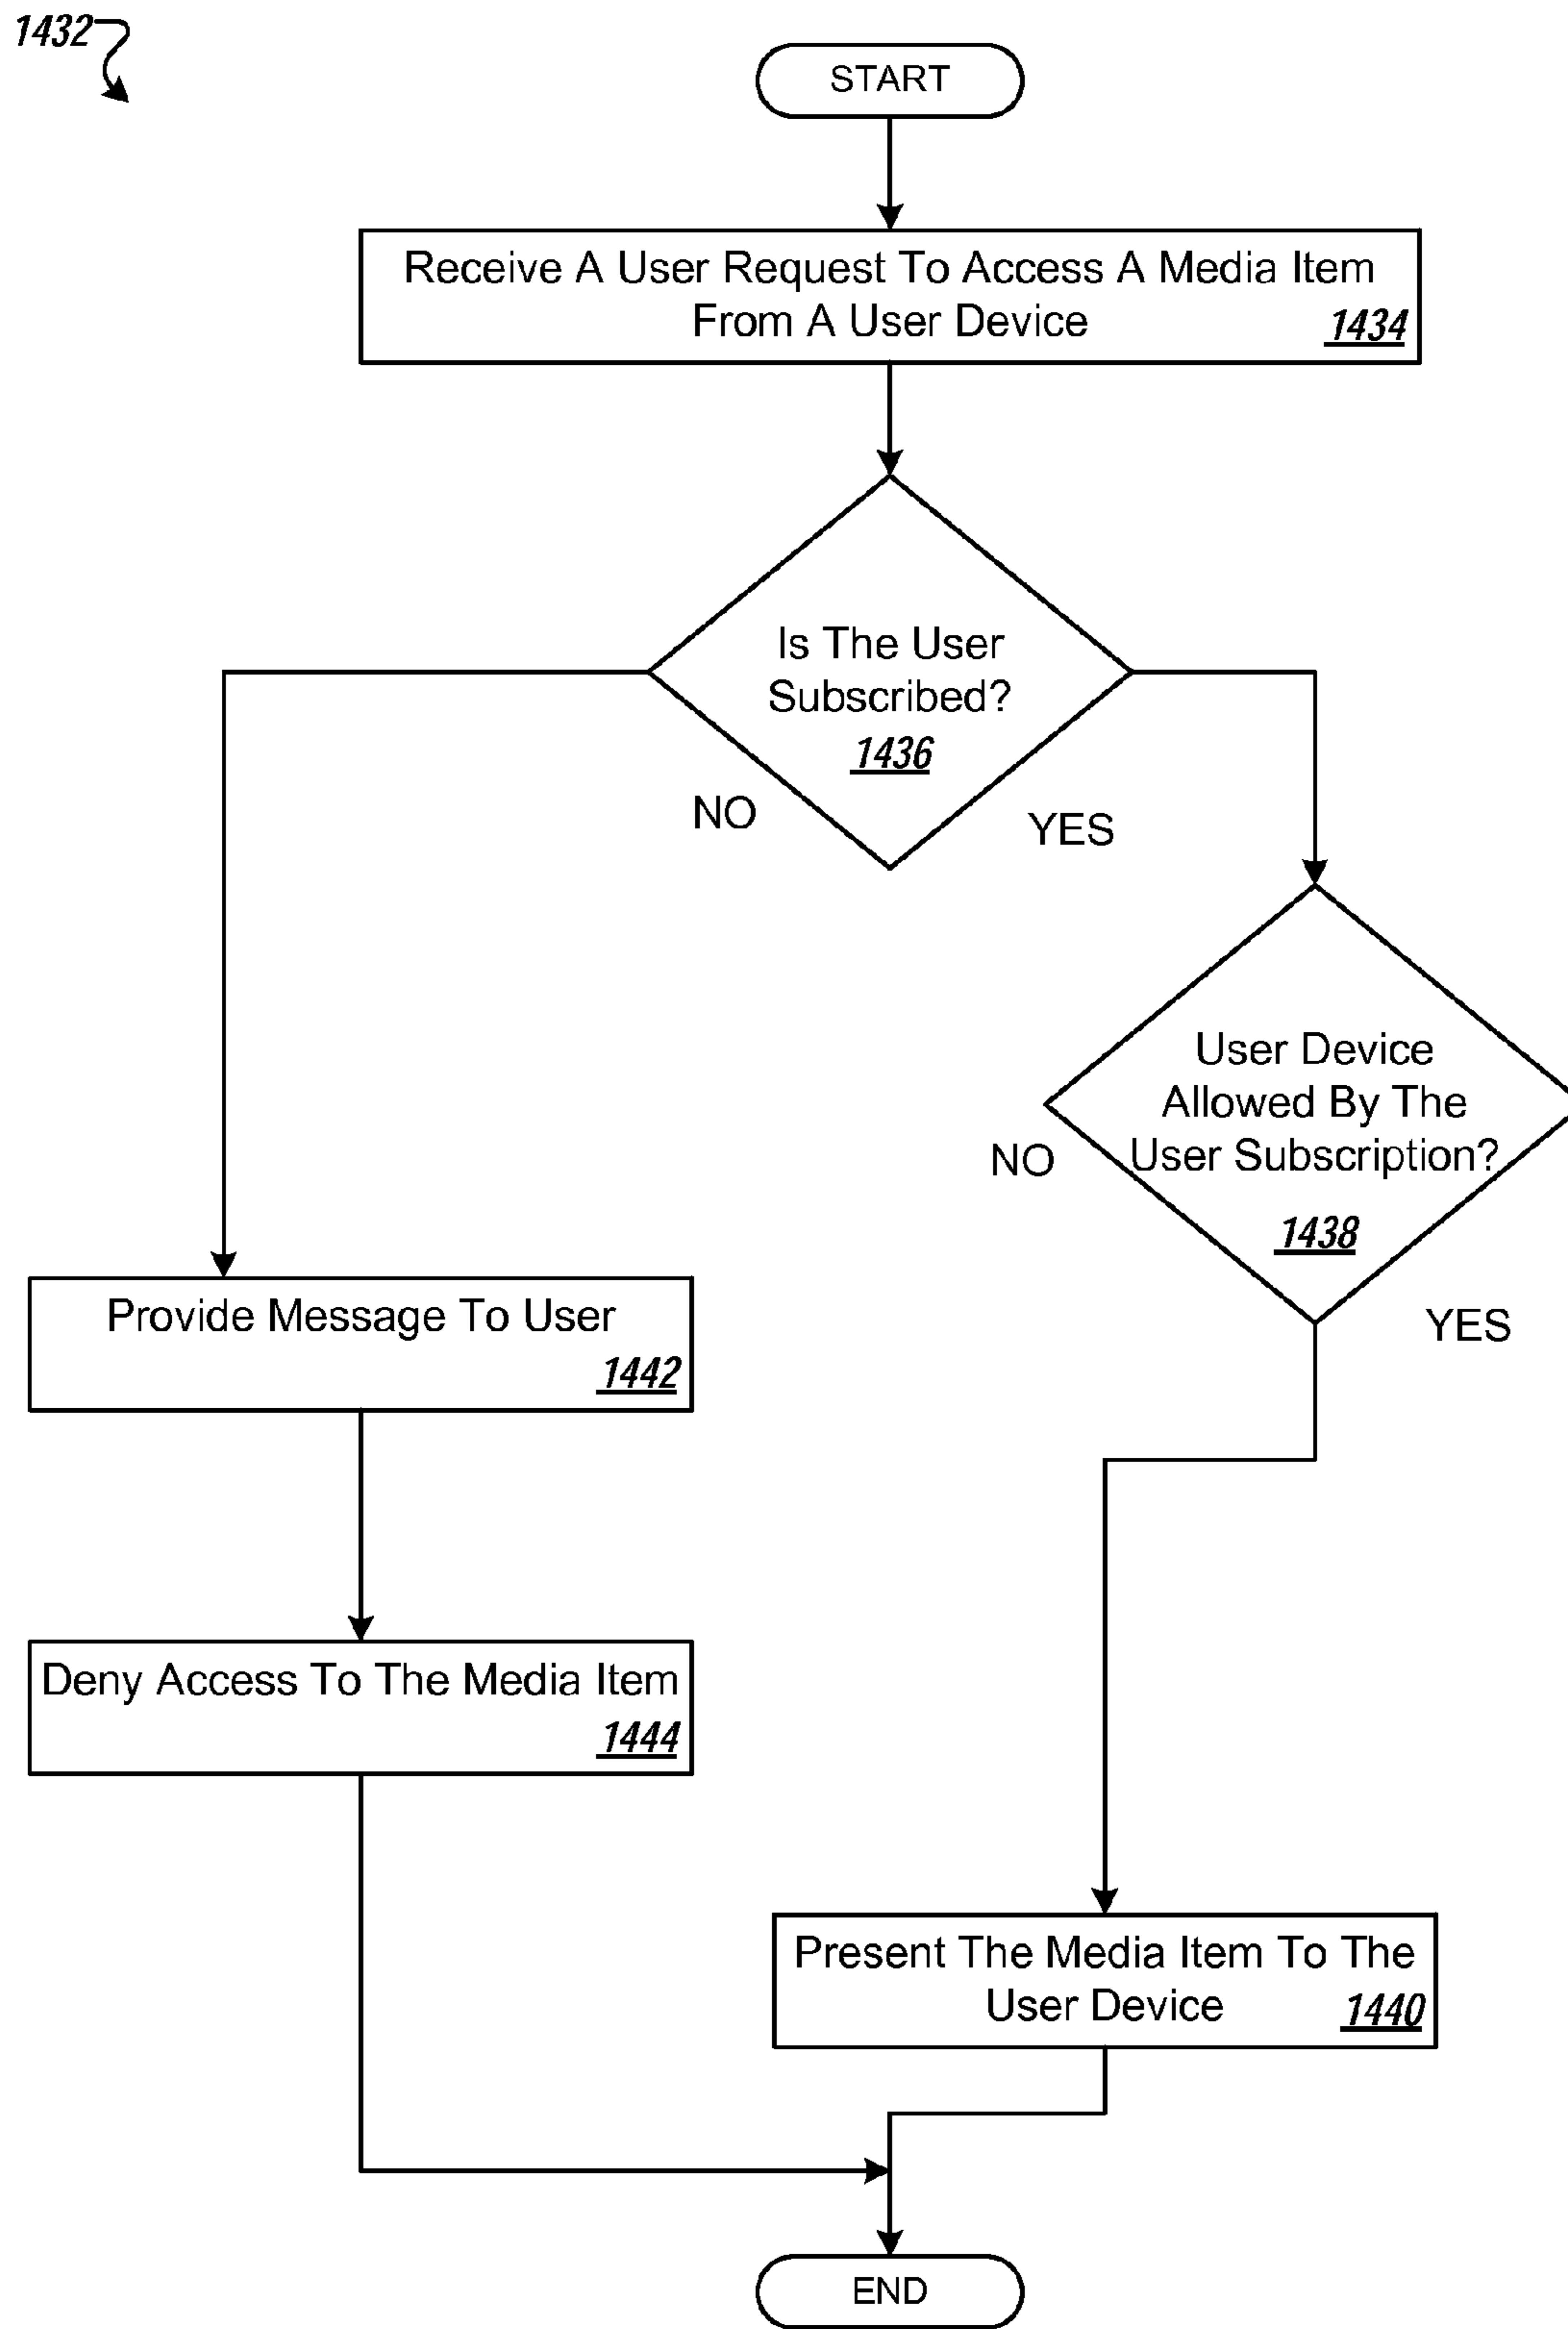 1432
START
Receive A User Request To Access A Media Item
From A User Device 1434
Is The User
Subscribed?
1436
NO
YES
User Device
Allowed By The
User Subscription?
1438
NO
YES
Provide Message To User
1442
Deny Access To The Media Item
1444
Present The Media Item To The
User Device 1440
END